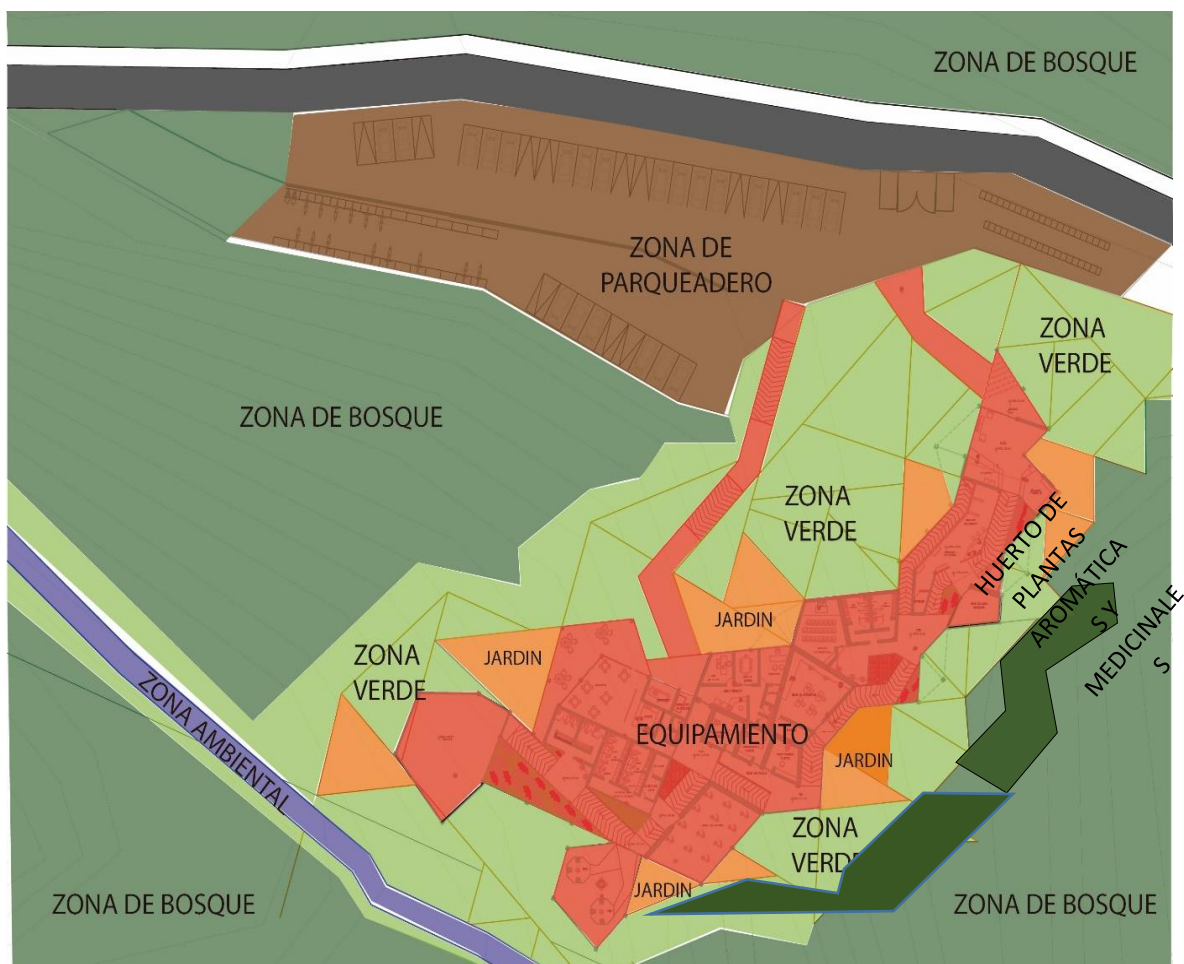 ZONA DE BOSQUE
ZONA DE
PARQUEADERO
ZONA
VERDE
ZONA DE BOSQUE
ZONA
VERDE
HUERTO DE
PLANTAS
AROMÁTICA
S Y
MEDICINALE
S
JARDIN
ZONA
VERDE
JARDIN
ZONA AMBIENTAL
EQUIPAMIENTO
JARDIN
ZONA
VERDE
JARDIN
ZONA DE BOSQUE
ZONA DE BOSQUE